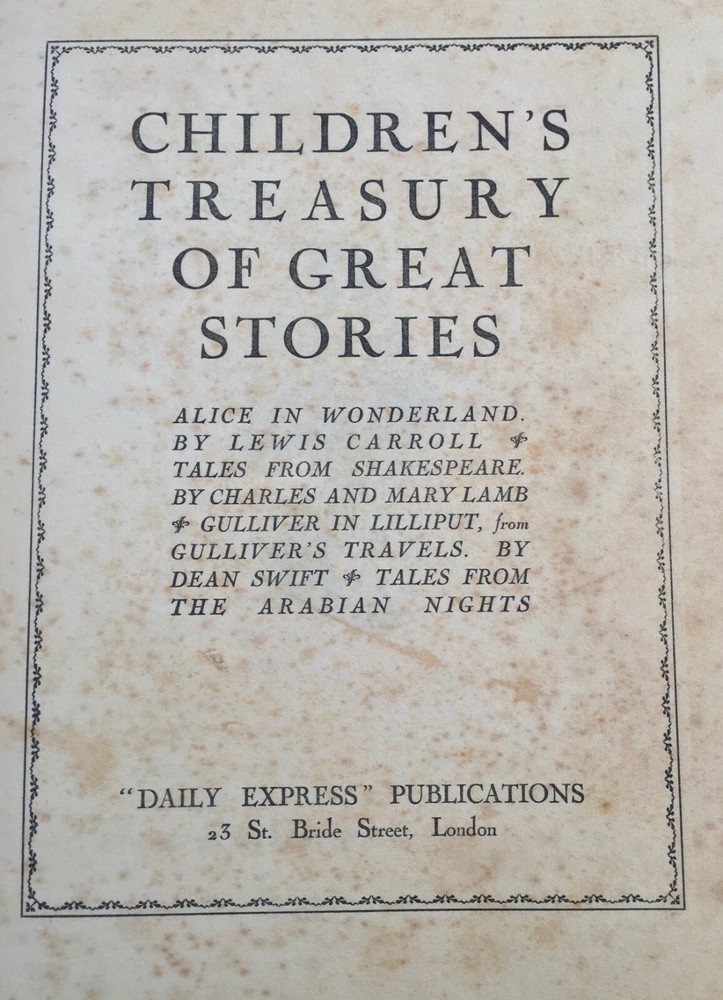 CHILDREN'S
TREASURY
OF GREAT
STORIES
ALICE IN WONDERLAND.
BY LEWIS CARROLL
TALES FROM SHAKESPEARE.
BY CHARLES AND MARY LAMB
GULLIVER IN LILLIPUT, from
GULLIVER'S TRAVELS. BY
DEAN SWIFT TALES FROM
THE ARABIAN NIGHTS
"DAILY EXPRESS" PUBLICATIONS
23 St. Bride Street, London